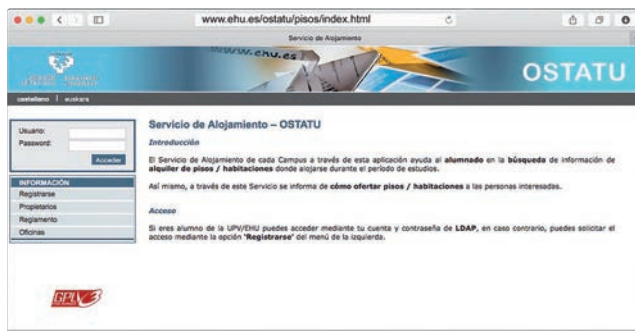 www.ehu.es/ostatu/pisos/index.html
Servicio de Alojamiento
www.ehu.es
OSTATU
castellano | euskara
Usuario:
Password:
Acceder
INFORMACIÓN
Registrarse
Propietarios
Reglamento
Oficinas
Servicio de Alojamiento – OSTATU
Introducción
El Servicio de Alojamiento de cada Campus a través de esta aplicación ayuda al alumnado en la búsqueda de información de
alquiler de pisos / habitaciones donde alojarse durante el período de estudios.
Así mismo, a través de este Servicio se informa de cómo ofertar pisos / habitaciones a las personas interesadas.
Acceso
Si eres alumno de la UPV/EHU puedes acceder mediante tu cuenta y contraseña de LDAP, en caso contrario, puedes solicitar el
acceso mediante la opción 'Registrarse' del menú de la izquierda.
GPLv3